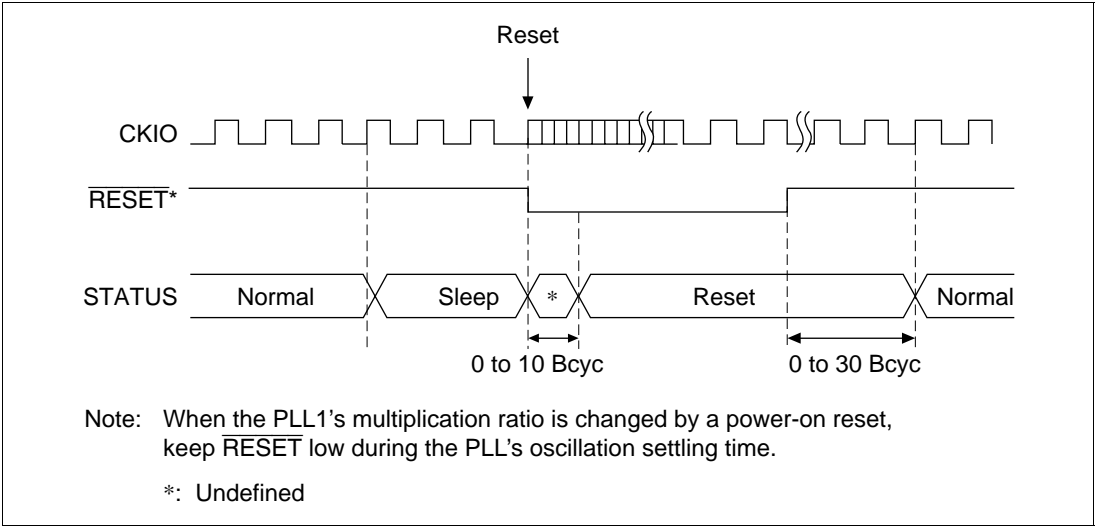 Reset
CKIO
RESET*
STATUS Normal Sleep * Reset Normal
0 to 10 Bcyc 0 to 30 Bcyc
Note: When the PLL1's multiplication ratio is changed by a power-on reset,
keep RESET low during the PLL's oscillation settling time.
*: Undefined